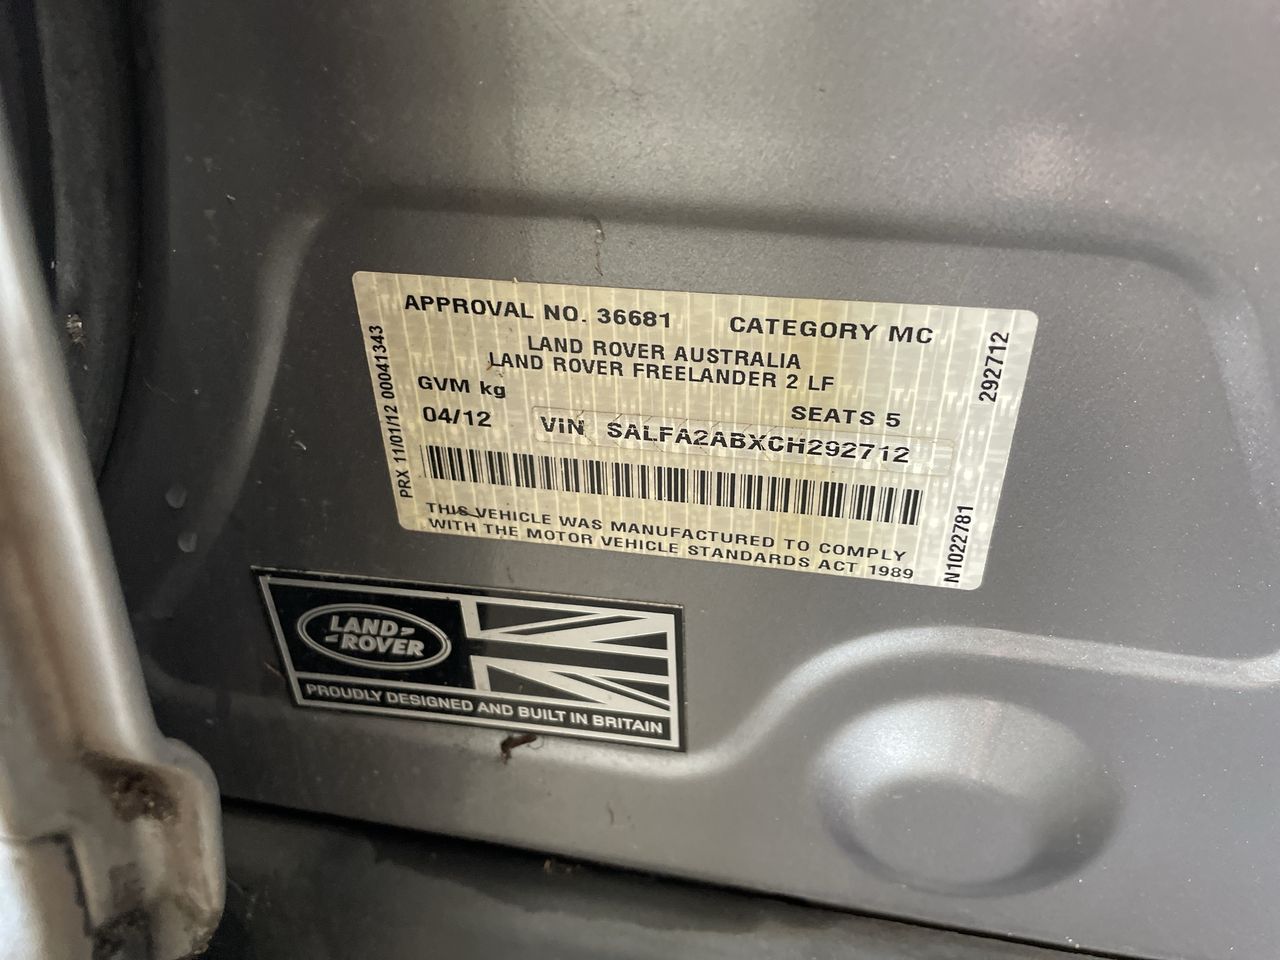 APPROVAL NO. 36681 CATEGORY MC
LAND ROVER AUSTRALIA
LAND ROVER FREELANDER 2 LF
GVM kg
SEATS 5
04/12
VIN SALFA2ABXCH292712
THIS VEHICLE WAS MANUFACTURED TO COMPLY
WITH THE MOTOR VEHICLE STANDARDS ACT 1989
PRX 11/01/12 00041343
292712
N1022781
LAND
ROVER
PROUDLY DESIGNED AND BUILT IN BRITAIN